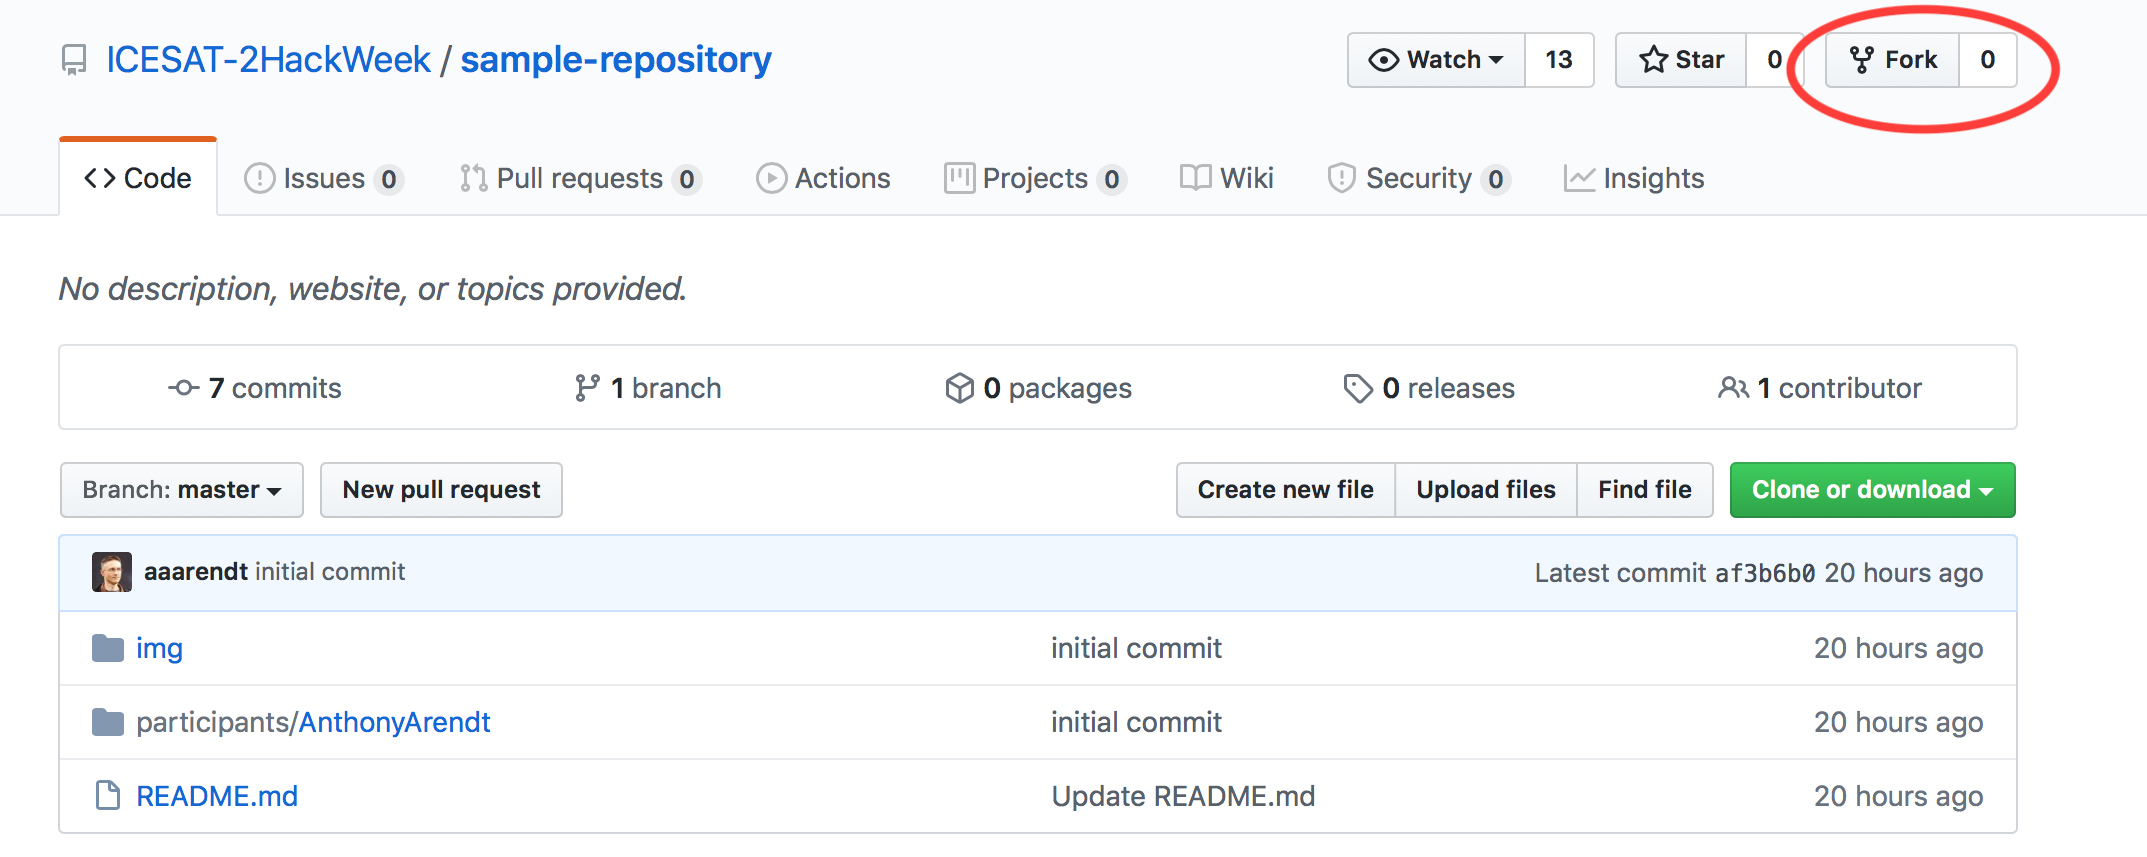 ICESAT-2HackWeek / sample-repository Watch 13 Star 0 Fork 0
Code Issues 0 Pull requests 0 Actions Projects 0 Wiki Security 0 Insights
No description, website, or topics provided.
7 commits 1 branch 0 packages 0 releases 1 contributor
Branch: master New pull request Create new file Upload files Find file Clone or download
aaarendt initial commit Latest commit af3b6b0 20 hours ago
img initial commit 20 hours ago
participants/AnthonyArendt initial commit 20 hours ago
README.md Update README.md 20 hours ago